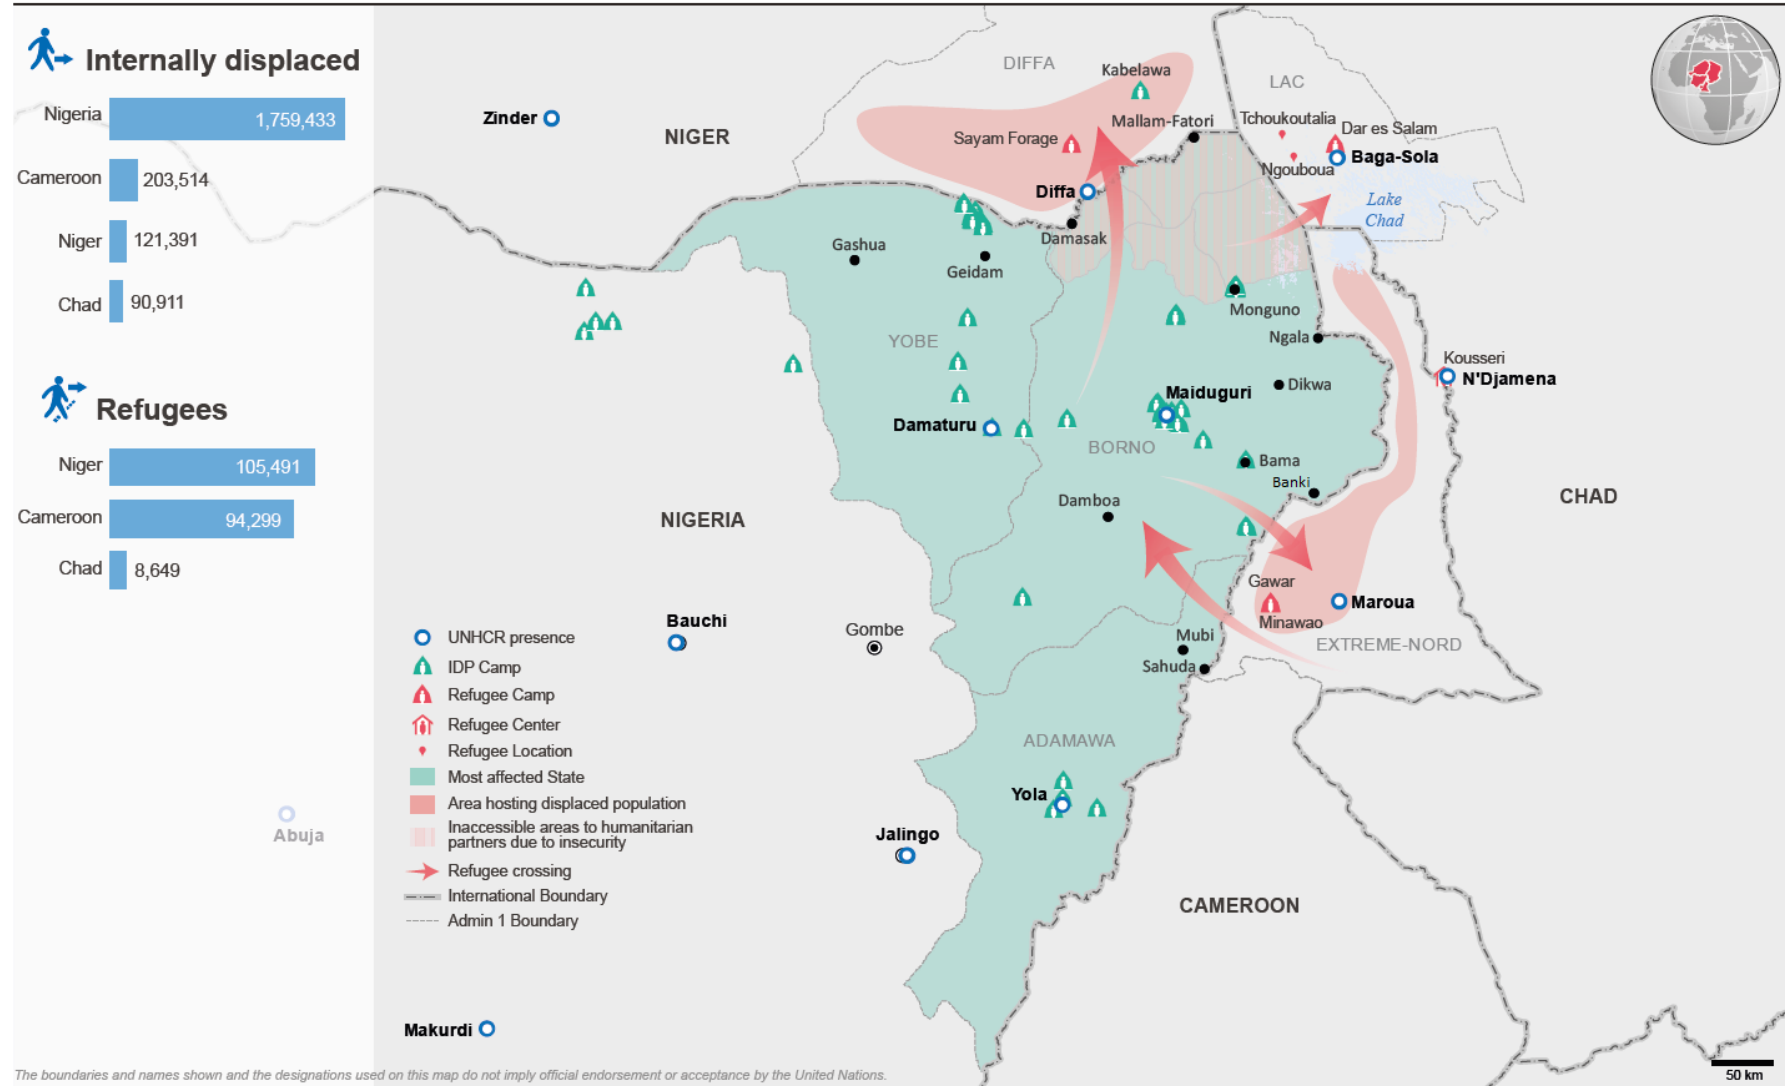 Internally displaced
Nigeria
1,759,433
Cameroon
203,514
Niger
121,391
Chad
90,911
Refugees
Niger
105,491
Cameroon
94,299
Chad
8,649
Abuja
DIFFA
Kabelawa
LAC
Zinder
NIGER
Mallam-Fatori
Tchoukoutalia
Dar es Salam
Sayam Forage
Baga-Sola
Ngouboua
Diffa
Lake
Chad
Damasak
Gashua
Geidam
Monguno
YOBE
Ngala
Kousseri
N'Djamena
Dikwa
Maiduguri
Damaturu
BORNO
Bama
Banki
Damboa
CHAD
NIGERIA
Gawar
Maroua
Minawao
Bauchi
Gombe
Mubi
EXTREME-NORD
Sahuda
ADAMAWA
Yola
Jalingo
CAMEROON
Makurdi
UNHCR presence
IDP Camp
Refugee Camp
Refugee Center
Refugee Location
Most affected State
Area hosting displaced population
Inaccessible areas to humanitarian
partners due to insecurity
Refugee crossing
International Boundary
Admin 1 Boundary
50 km
The boundaries and names shown and the designations used on this map do not imply official endorsement or acceptance by the United Nations.